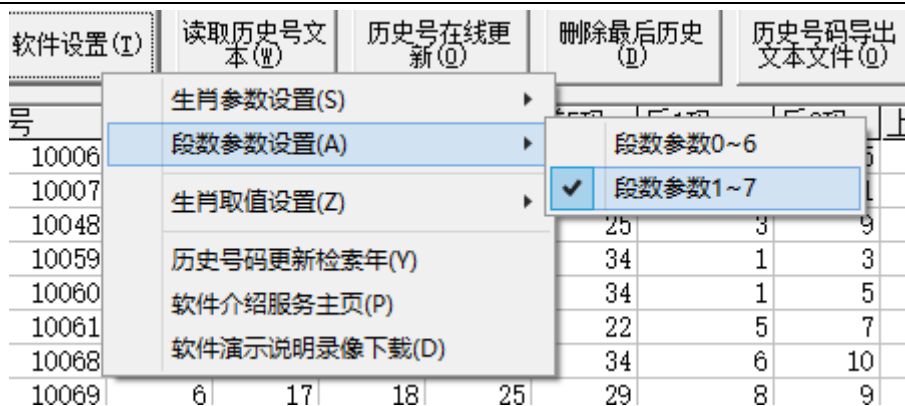 软件设置(T)
读取历史号文
本(W)
历史号在线更
新(O)
删除最后历史
(D)
历史号码导出
文本文件(O)
号
生肖参数设置(S)
段数参数设置(A)
段数参数0~6
段数参数1~7
生肖取值设置(Z)
历史号码更新检索年(Y)
软件介绍服务主页(P)
软件演示说明录像下载(D)
10006
10007
10048 25 3 9
10059 34 1 3
10060 34 1 5
10061 22 5 7
10068 34 6 10
10069 6 17 18 25 29 8 9